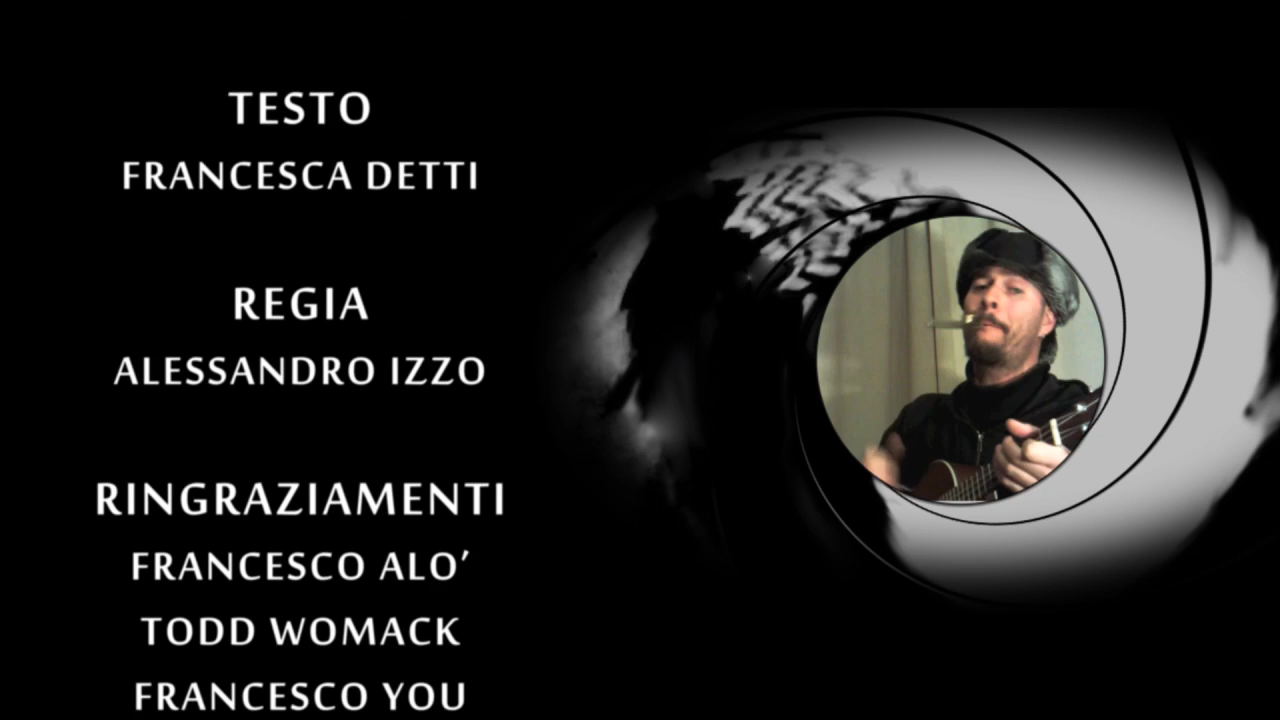 TESTO
FRANCESCA DETTI
REGIA
ALESSANDRO IZZO
RINGRAZIAMENTI
FRANCESCO ALO’
TODD WOMACK
FRANCESCO YOU